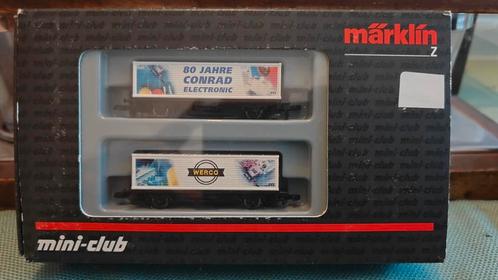 märklin
Z
80 JAHRE
CONRAD
ELECTRONIC
WERCO
mini-club